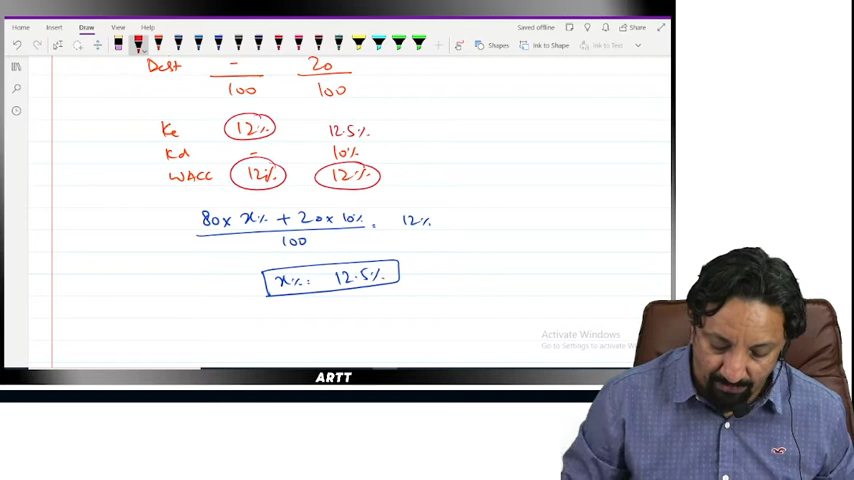 Home Insert Draw View Help Saved offline Share
Shapes Ink to Shape Ink to Text
Debt - 20
100 100
Ke 12% 12.5%
Kd - 10%
WACC 12% 12%
80 x x% + 20 x 10% = 12%
100
x% = 12.5%
Activate Windows
Go to Settings to activate W
ARTT